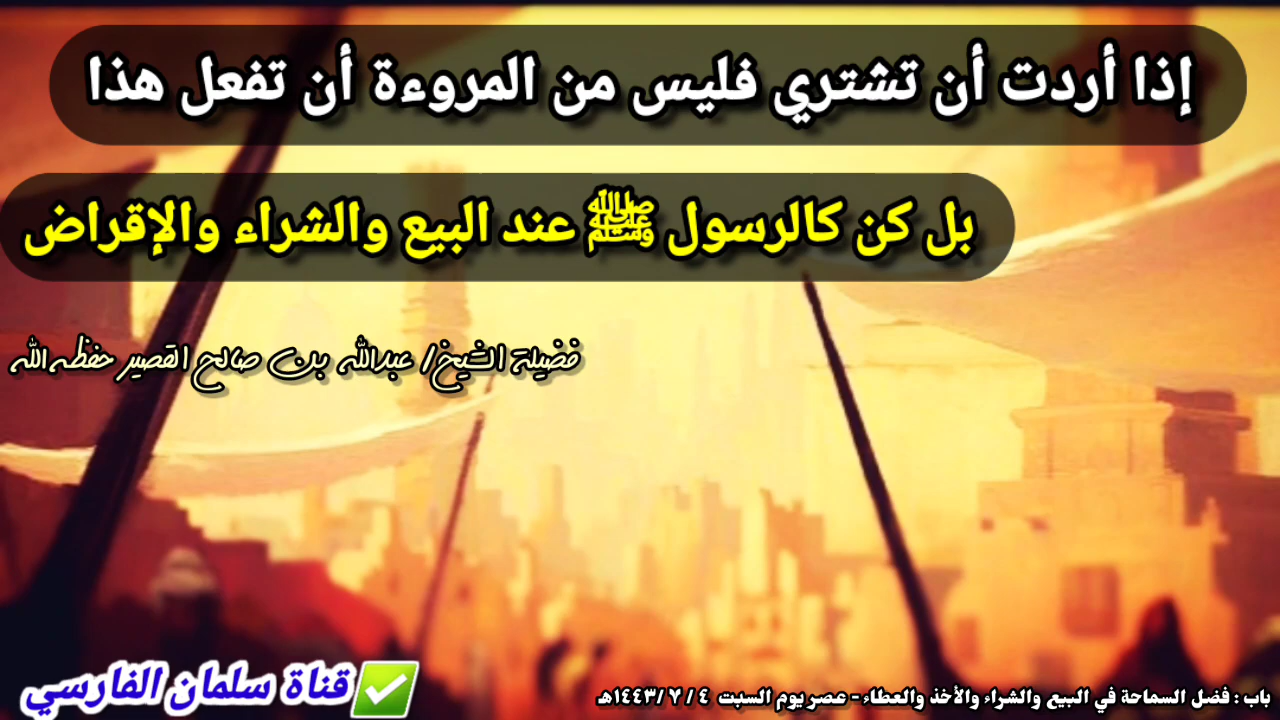 إذا أردت أن تشتري فليس من المروءة أن تفعل هذا
بل كن كالرسول ﷺ عند البيع والشراء والإقراض
فضيلة الشيخ/ عبدالله بن صالح القصير حفظه الله
باب : فضل السماحة في البيع والشراء والأخذ والعطاء - عصر يوم السبت ٤ / ٧ /١٤٤٣هـ
قناة سلمان الفارسي